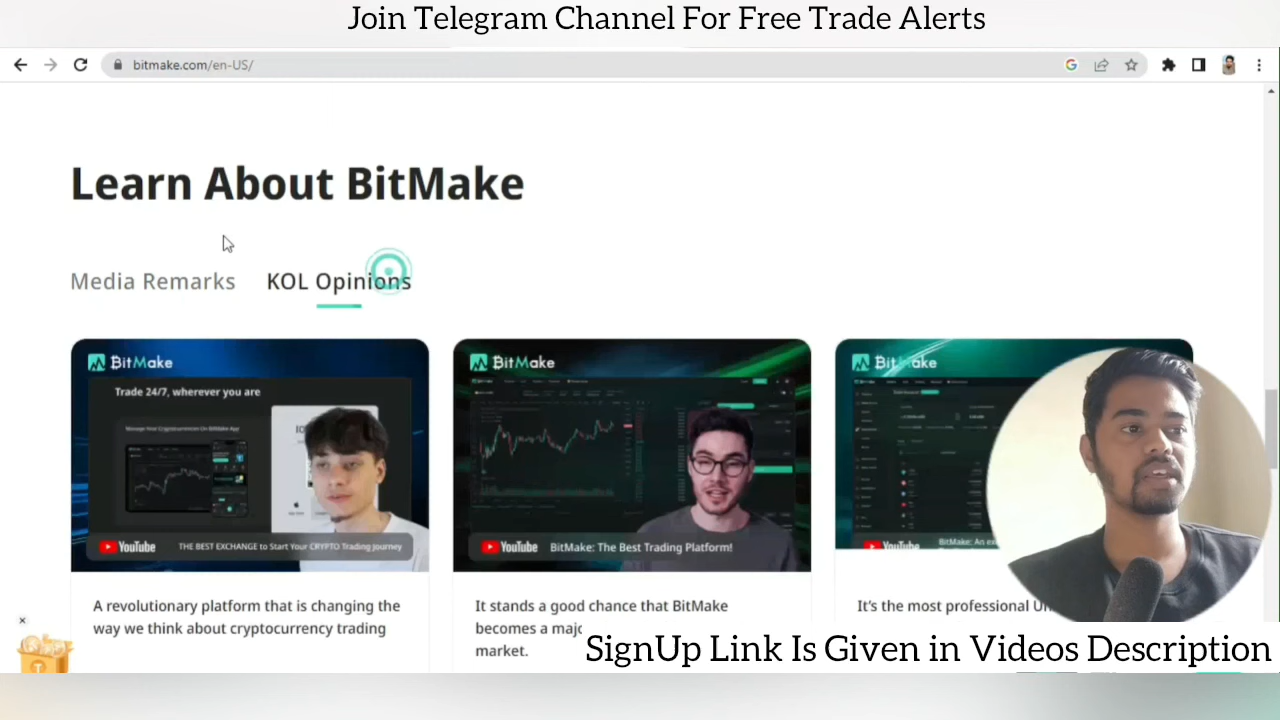 Join Telegram Channel For Free Trade Alerts
bitmake.com/en-US/
Learn About BitMake
Media Remarks
KOL Opinions
BitMake
Trade 24/7, wherever you are
YouTube
THE BEST EXCHANGE to Start Your CRYPTO Trading Journey
A revolutionary platform that is changing the
way we think about cryptocurrency trading
BitMake
YouTube
BitMake: The Best Trading Platform!
It stands a good chance that BitMake
becomes a
market.
BitMake
YouTube
BitMake: An
It's the most professional
SignUp Link Is Given in Videos Description